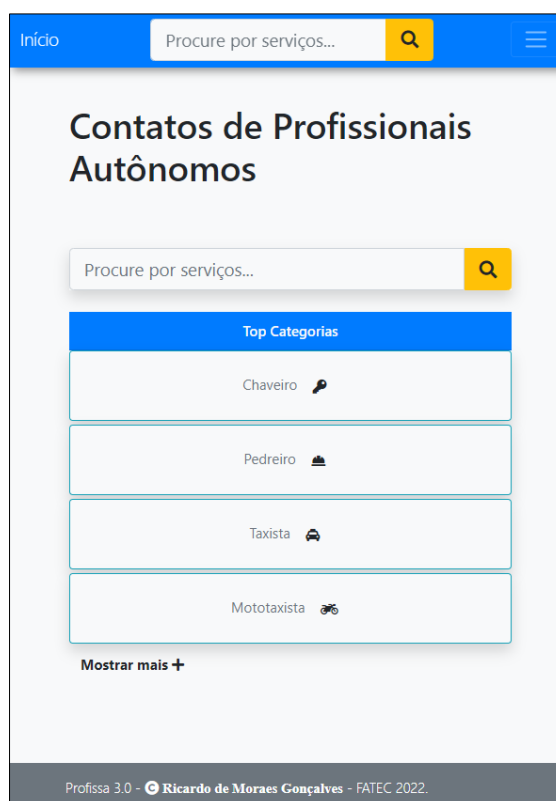 Início
Procure por serviços...
Contatos de Profissionais
Autônomos
Procure por serviços...
Top Categorias
Chaveiro
Pedreiro
Taxista
Mototaxista
Mostrar mais +
Profissa 3.0 - © Ricardo de Moraes Gonçalves - FATEC 2022.